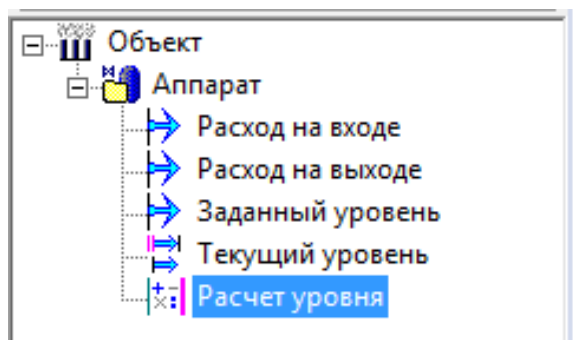 Объект
Аппарат
Расход на входе
Расход на выходе
Заданный уровень
Текущий уровень
Расчет уровня